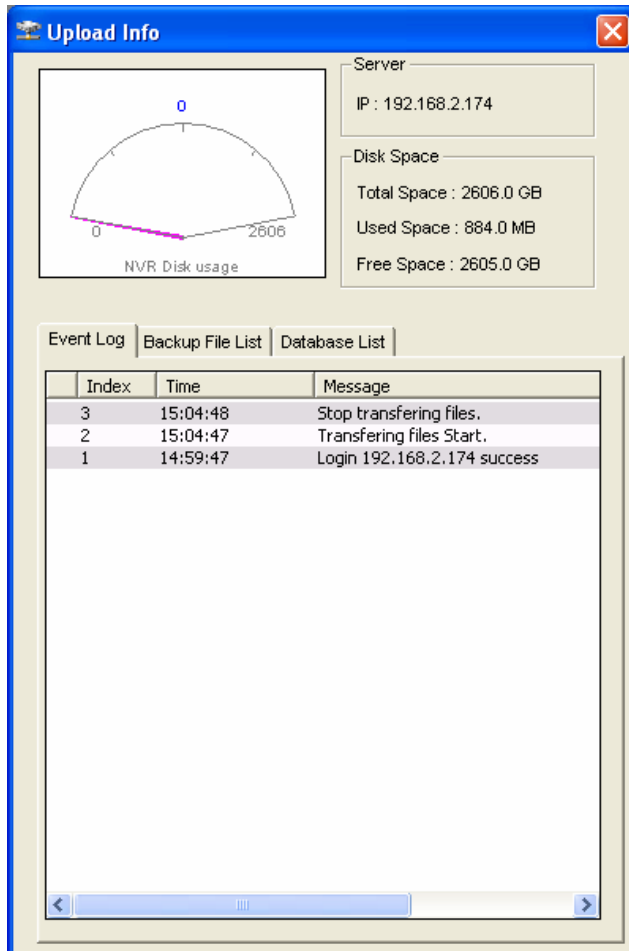 Upload Info
0
0
2606
NVR Disk usage
Server
IP : 192.168.2.174
Disk Space
Total Space : 2606.0 GB
Used Space : 884.0 MB
Free Space : 2605.0 GB
Event Log Backup File List Database List
Index Time Message
3 15:04:48 Stop transfering files.
2 15:04:47 Transfering files Start.
1 14:59:47 Login 192.168.2.174 success